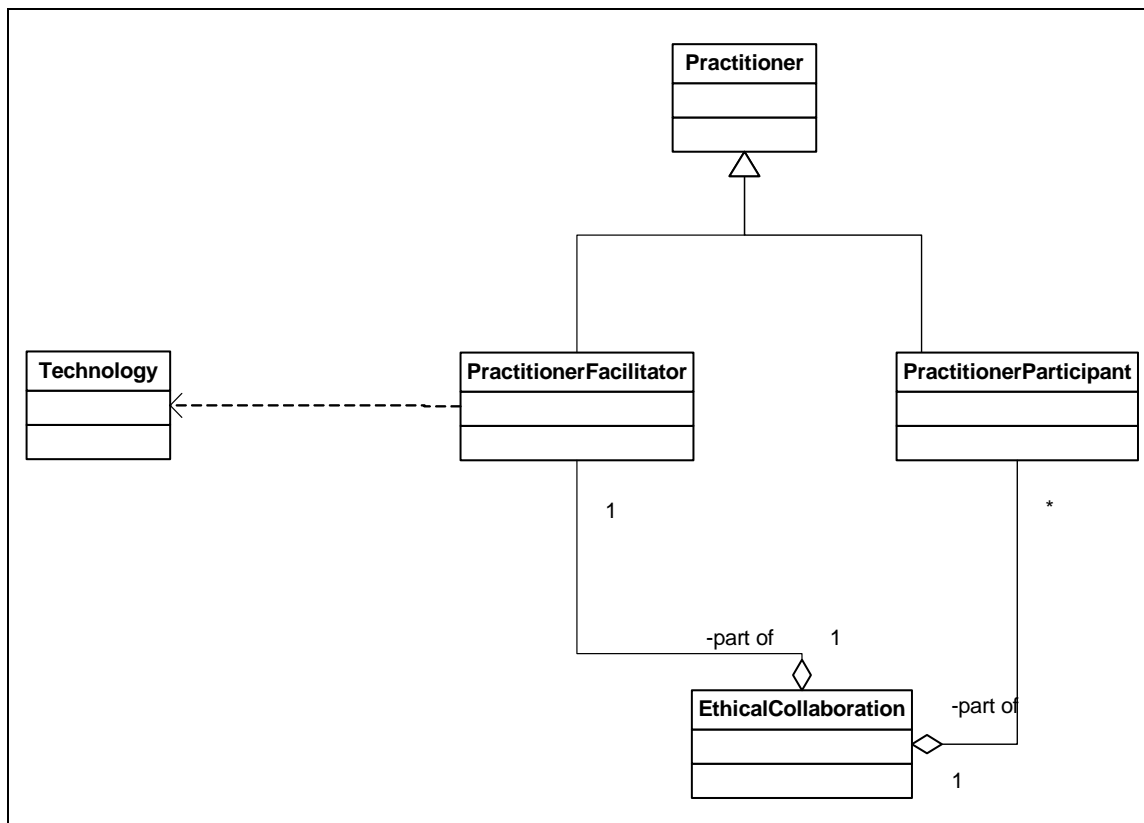 Practitioner
Technology
PractitionerFacilitator
PractitionerParticipant
1
*
-part of
1
EthicalCollaboration
-part of
1